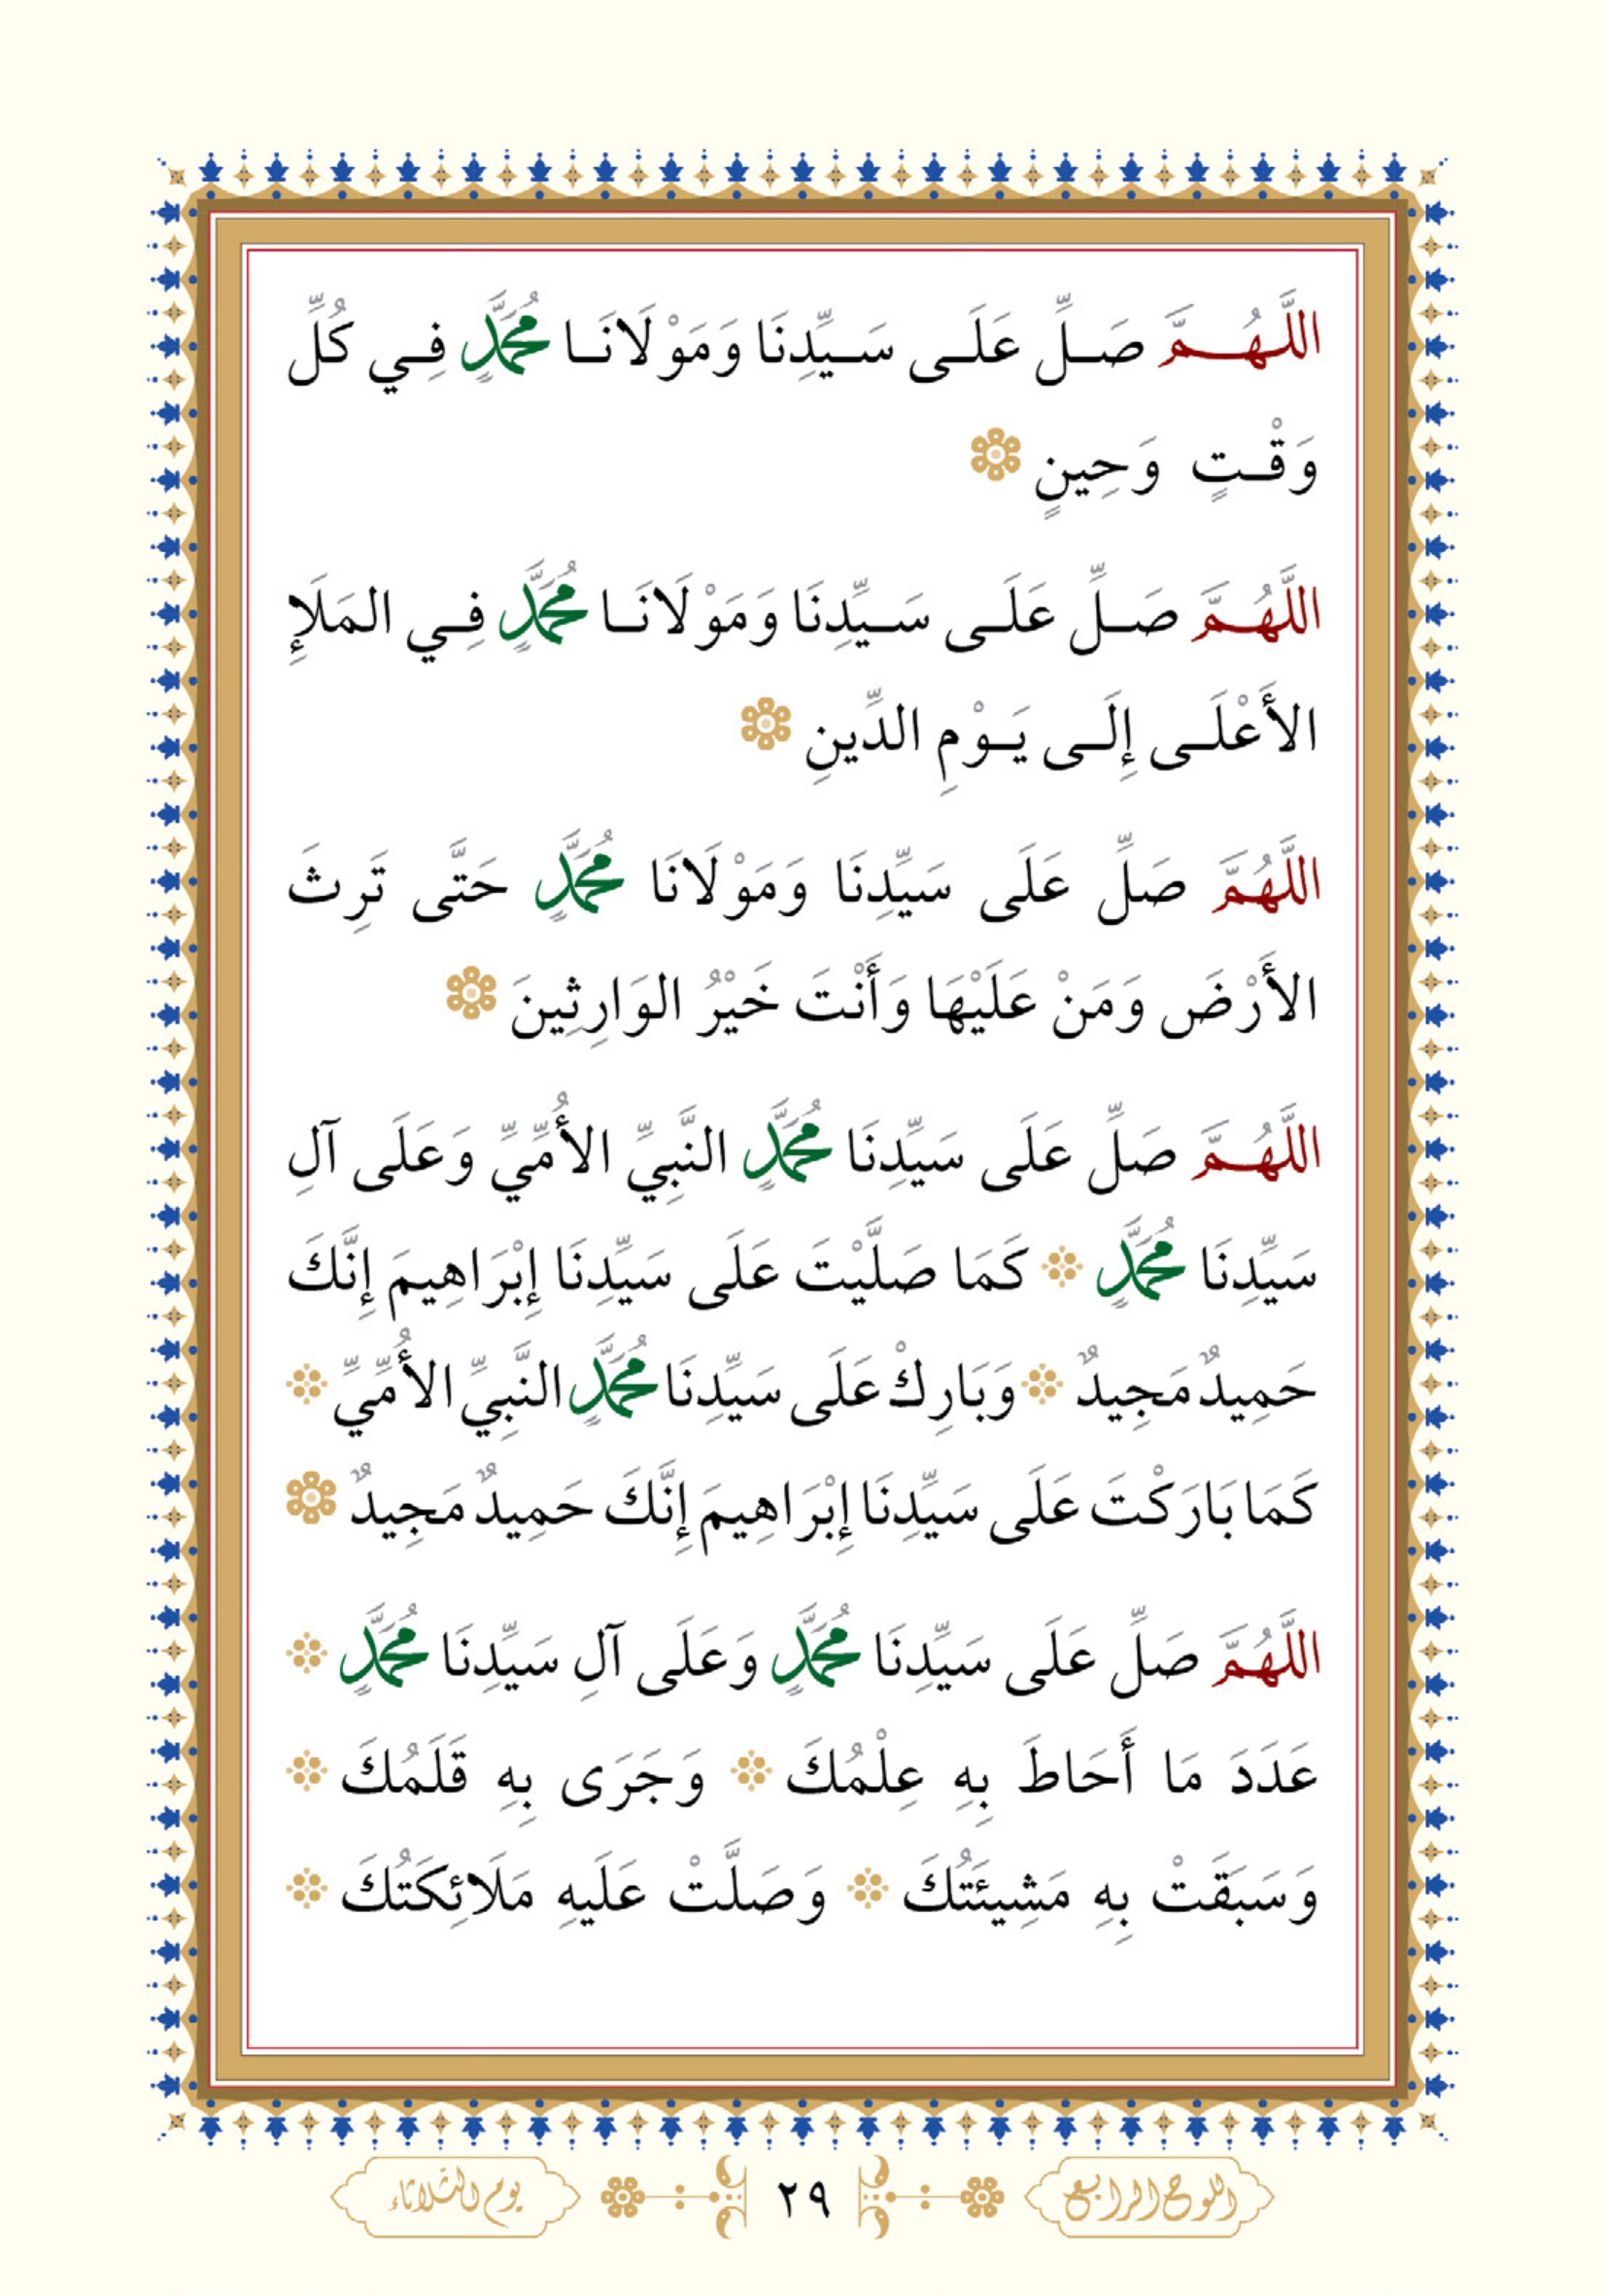 اللَّهُمَّ صَلِّ عَلَى سَيِّدِنَا وَمَوْلَانَا مُحَمَّدٍ فِي كُلِّ
وَقْتٍ وَحِينٍ
اللَّهُمَّ صَلِّ عَلَى سَيِّدِنَا وَمَوْلَانَا مُحَمَّدٍ فِي المَلَإِ
الأَعْلَى إِلَى يَوْمِ الدِّينِ
اللَّهُمَّ صَلِّ عَلَى سَيِّدِنَا وَمَوْلَانَا مُحَمَّدٍ حَتَّى تَرِثَ
الأَرْضَ وَمَنْ عَلَيْهَا وَأَنْتَ خَيْرُ الوَارِثِينَ
اللَّهُمَّ صَلِّ عَلَى سَيِّدِنَا مُحَمَّدٍ النَّبِيِّ الأُمِّيِّ وَعَلَى آلِ
سَيِّدِنَا مُحَمَّدٍ كَمَا صَلَّيْتَ عَلَى سَيِّدِنَا إِبْرَاهِيمَ إِنَّكَ
حَمِيدٌ مَجِيدٌ وَبَارِكْ عَلَى سَيِّدِنَا مُحَمَّدٍ النَّبِيِّ الأُمِّيِّ
كَمَا بَارَكْتَ عَلَى سَيِّدِنَا إِبْرَاهِيمَ إِنَّكَ حَمِيدٌ مَجِيدٌ
اللَّهُمَّ صَلِّ عَلَى سَيِّدِنَا مُحَمَّدٍ وَعَلَى آلِ سَيِّدِنَا مُحَمَّدٍ
عَدَدَ مَا أَحَاطَ بِهِ عِلْمُكَ وَجَرَى بِهِ قَلَمُكَ
وَسَبَقَتْ بِهِ مَشِيئَتُكَ وَصَلَّتْ عَلَيهِ مَلَائِكَتُكَ
اللوح الرابع ٢٩ يوم الثلاثاء